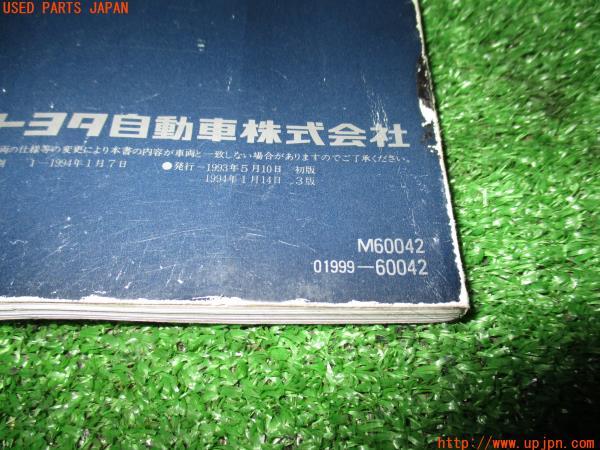 USED PARTS JAPAN
トヨタ自動車株式会社
両の仕様等の変更により本書の内容が車両と一致しない場合がありますのでご了承ください。
刷 1−1994年1月7日 ●発行−1993年5月10日 初版
1994年1月14日 3版
M60042
01999−60042
http://www.upjpn.com